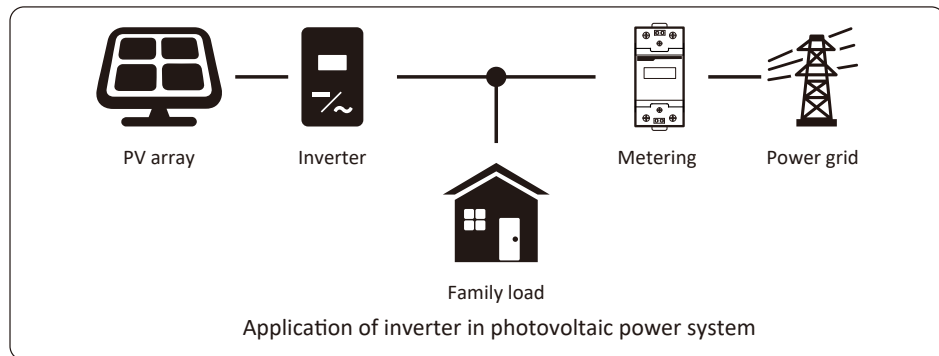 PV array
Inverter
Metering
Power grid
Family load
Application of inverter in photovoltaic power system